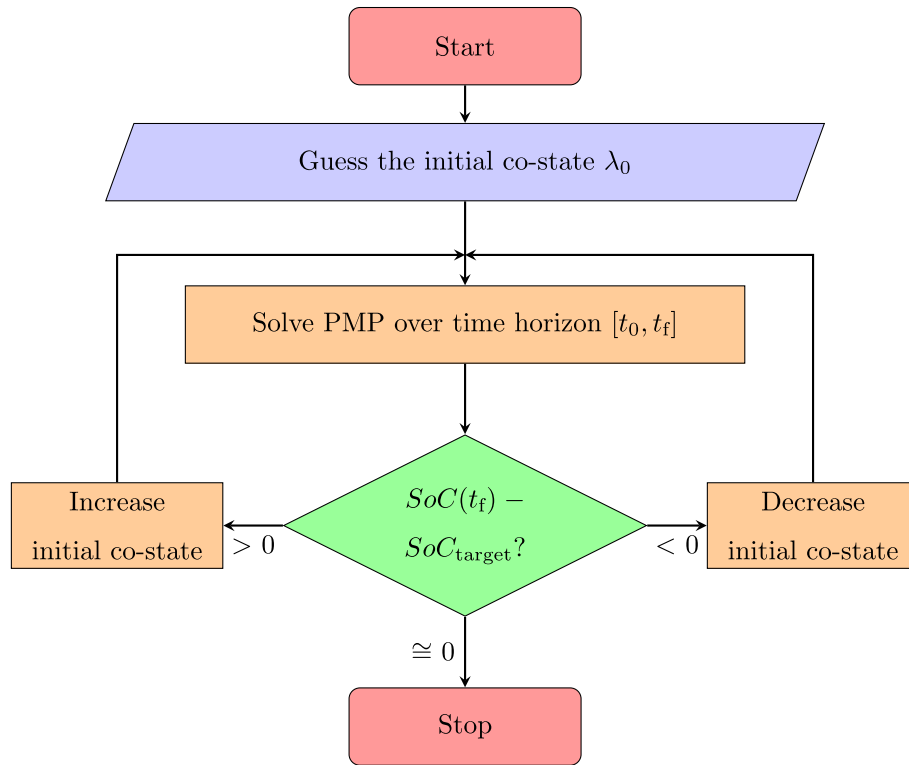 Start
Guess the initial co-state λ₀
Solve PMP over time horizon [t₀, t_f]
SoC(t_f) −
SoC_target?
Increase
initial co-state
> 0
< 0
Decrease
initial co-state
≅ 0
Stop